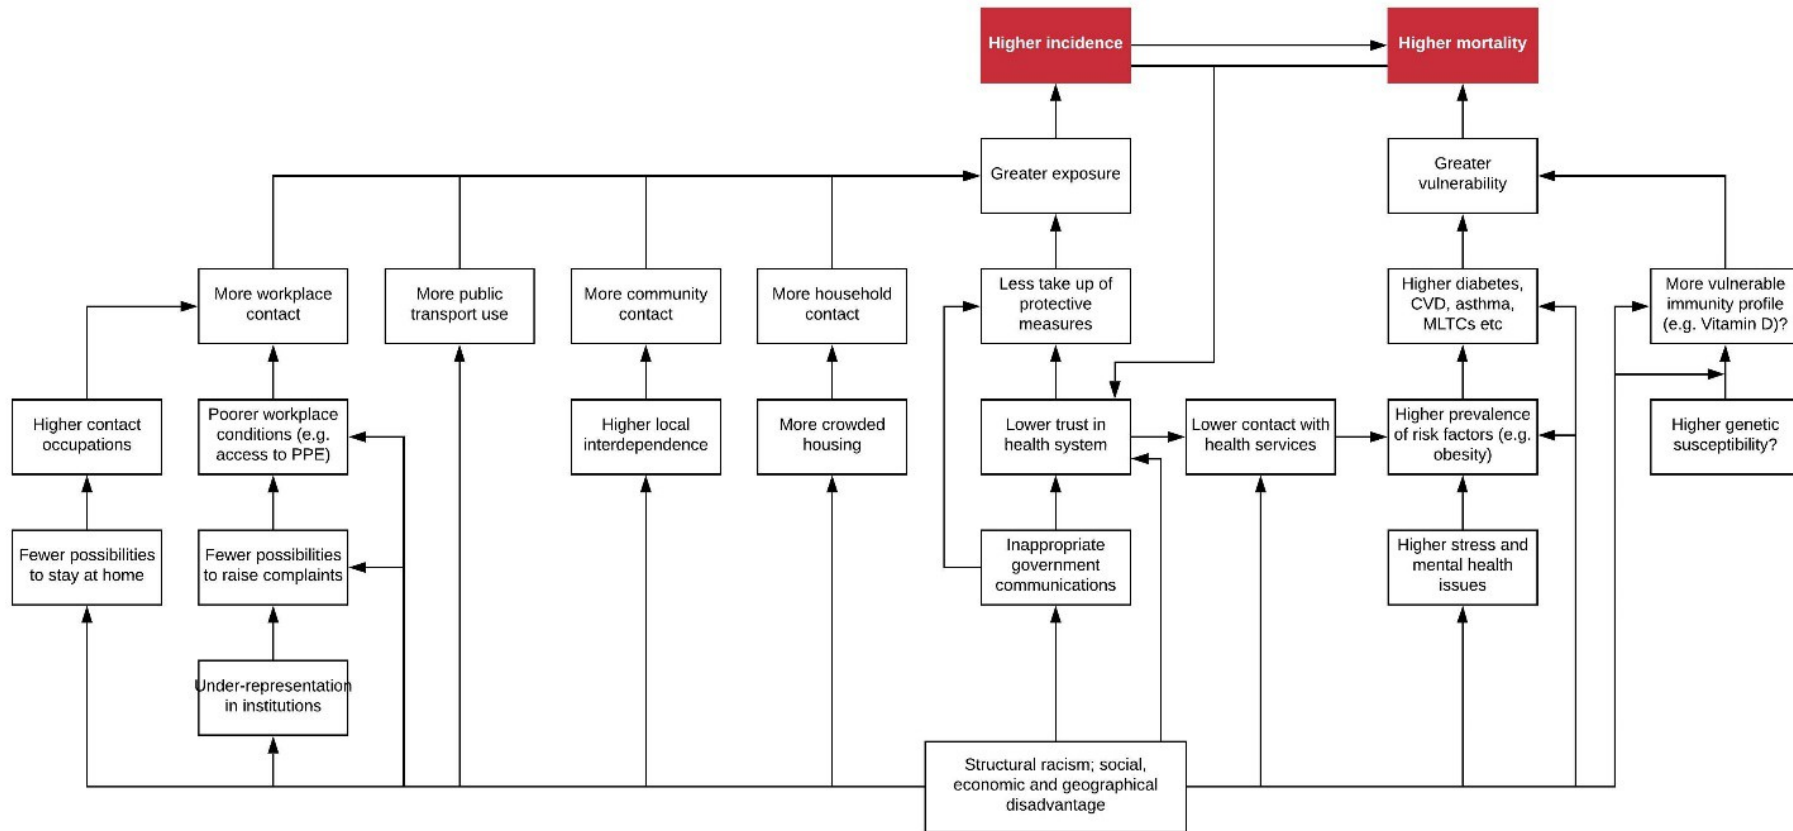 Higher incidence
Higher mortality
Greater exposure
Greater
vulnerability
More workplace
contact
More public
transport use
More community
contact
More household
contact
Less take up of
protective
measures
Higher diabetes,
CVD, asthma,
MLTCs etc
More vulnerable
immunity profile
(e.g. Vitamin D)?
Higher contact
occupations
Poorer workplace
conditions (e.g.
access to PPE)
Higher local
interdependence
More crowded
housing
Lower trust in
health system
Lower contact with
health services
Higher prevalence
of risk factors (e.g.
obesity)
Higher genetic
susceptibility?
Fewer possibilities
to stay at home
Fewer possibilities
to raise complaints
Inappropriate
government
communications
Higher stress and
mental health
issues
Under-representation
in institutions
Structural racism; social,
economic and geographical
disadvantage